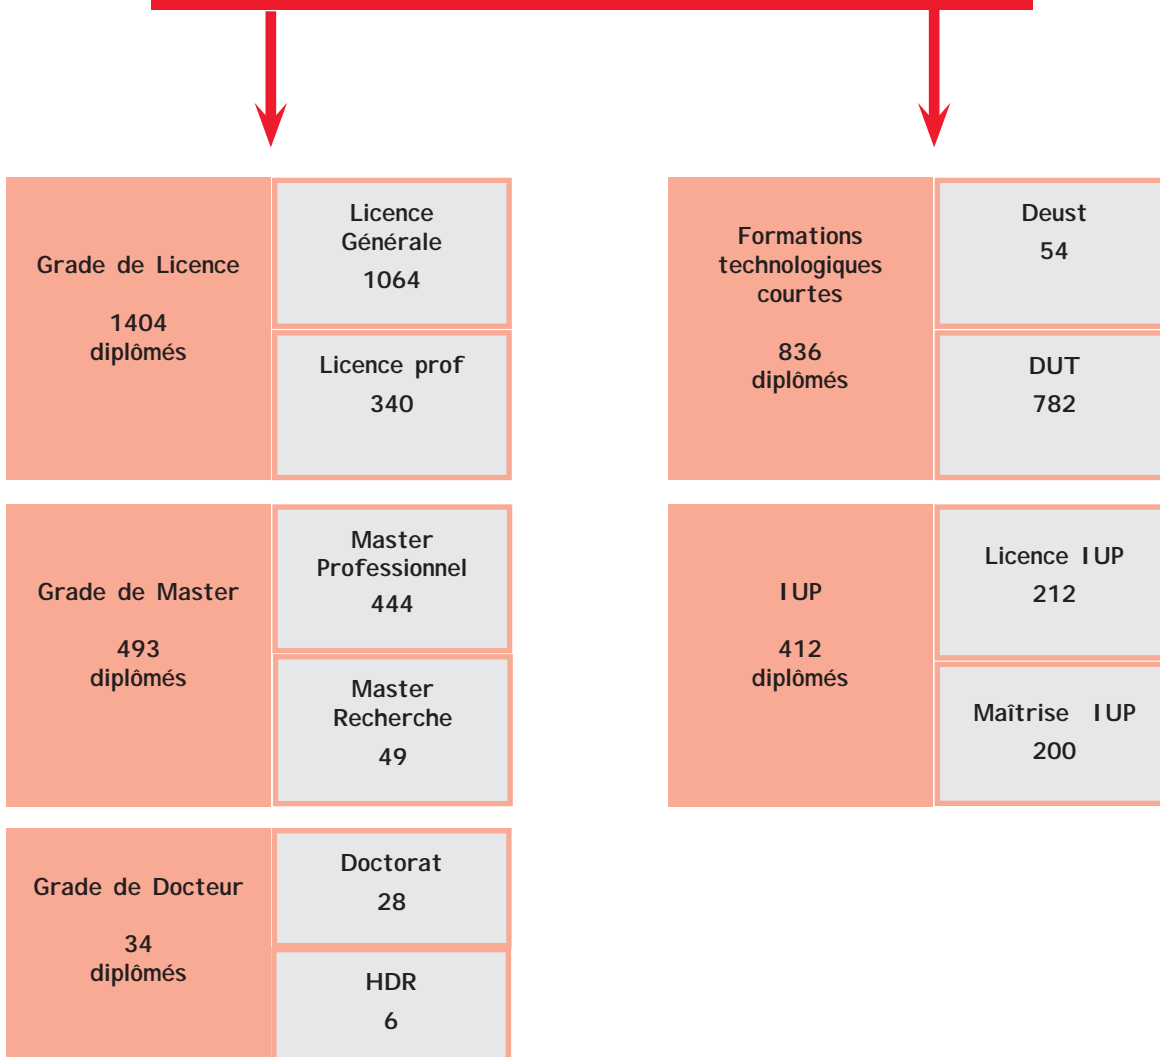 Grade de Licence
1404
diplômés
Licence
Générale
1064
Licence prof
340
Grade de Master
493
diplômés
Master
Professionnel
444
Master
Recherche
49
Grade de Docteur
34
diplômés
Doctorat
28
HDR
6
Formations
technologiques
courtes
836
diplômés
Deust
54
DUT
782
IUP
412
diplômés
Licence IUP
212
Maîtrise IUP
200